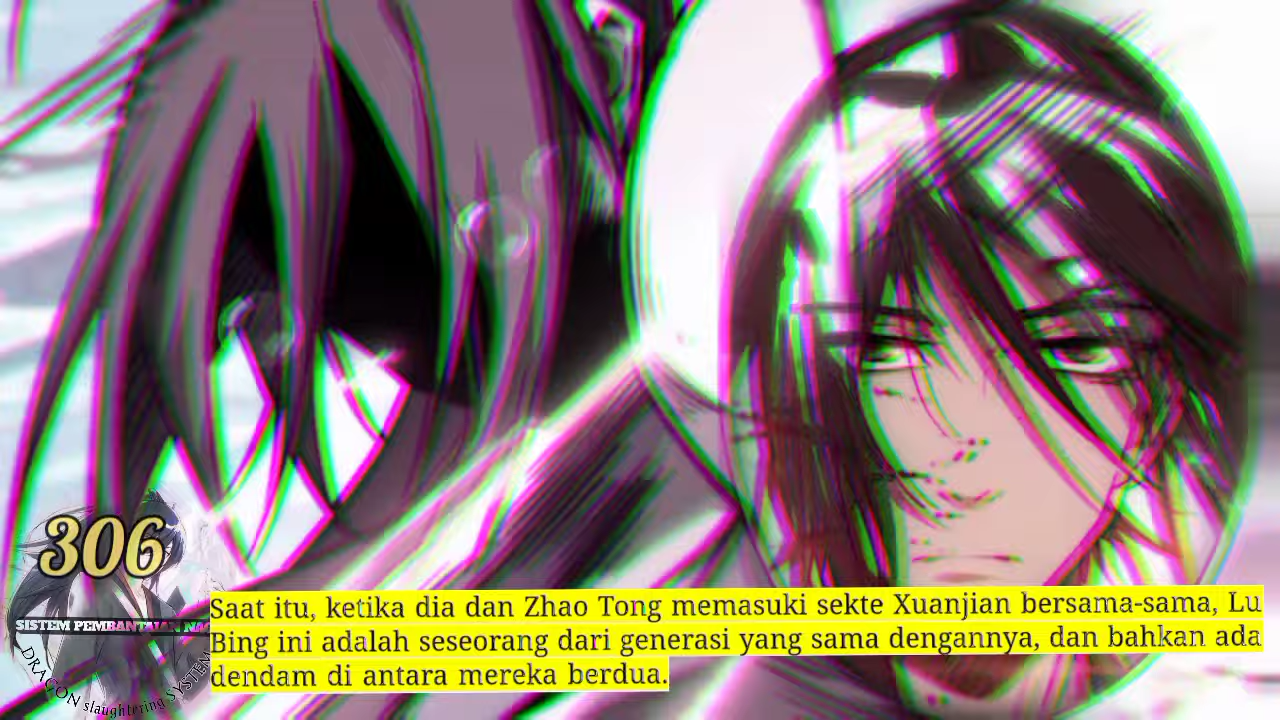 306
SISTEM PEMBANTAIAN NAG
DRAGON slaughtering SYSTEM
Saat itu, ketika dia dan Zhao Tong memasuki sekte Xuanjian bersama-sama, Lu
Bing ini adalah seseorang dari generasi yang sama dengannya, dan bahkan ada
dendam di antara mereka berdua.